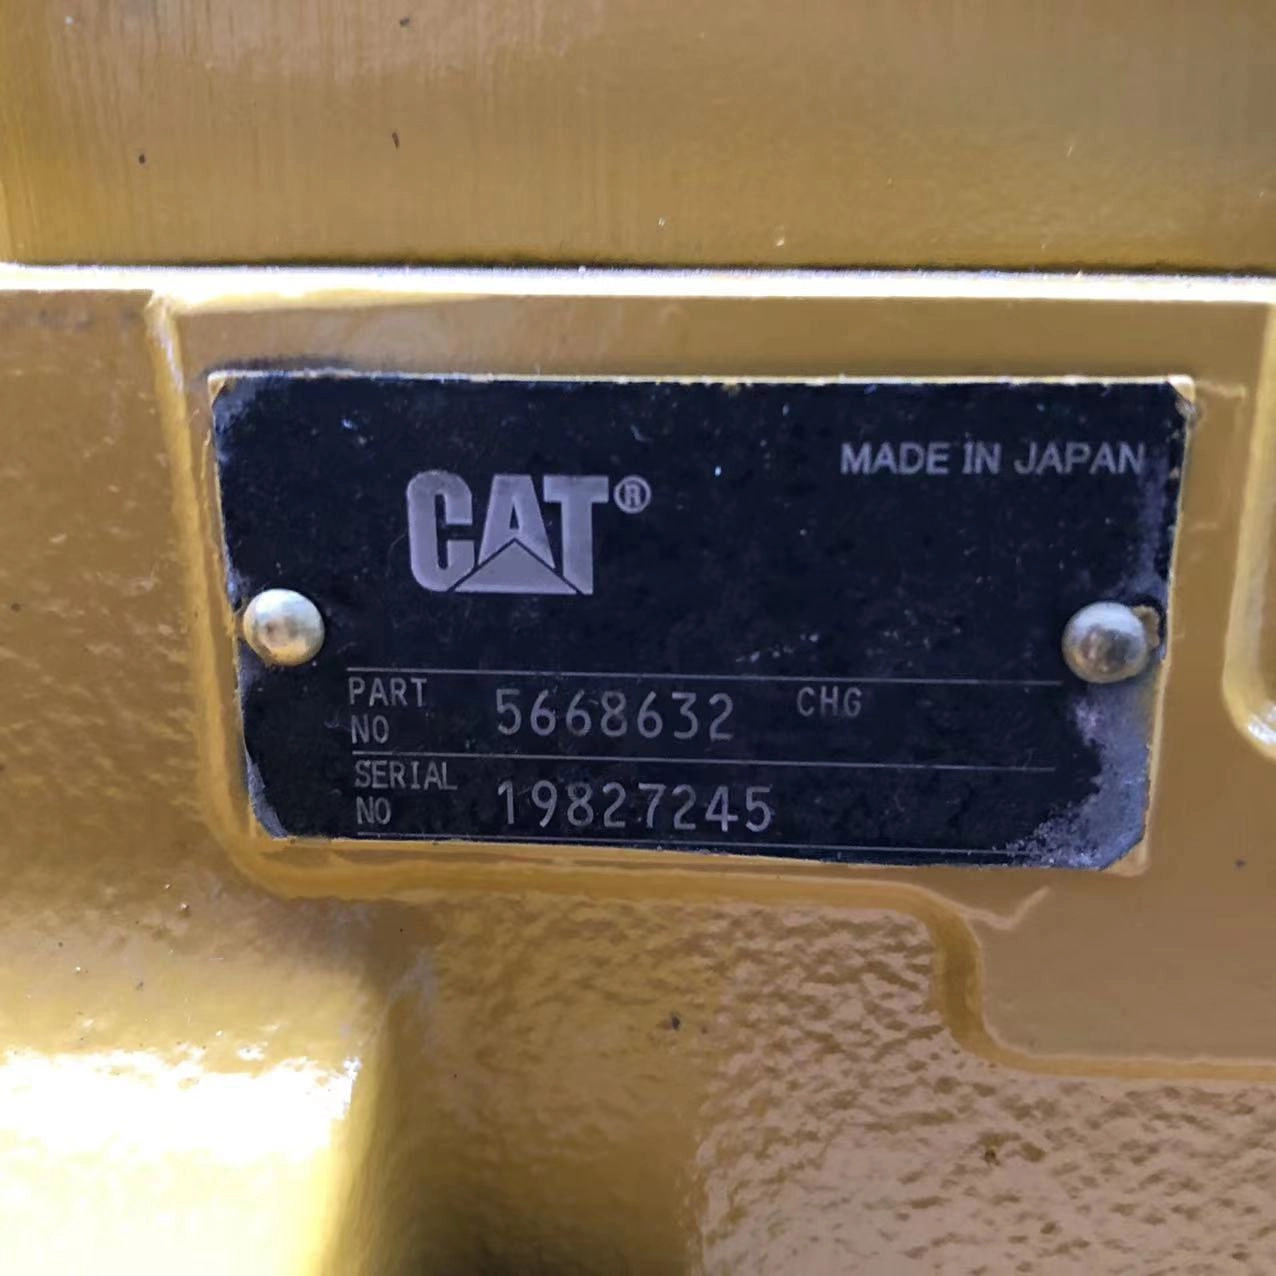 MADE IN JAPAN
CAT®
PART NO 5668632 CHG
SERIAL NO 19827245